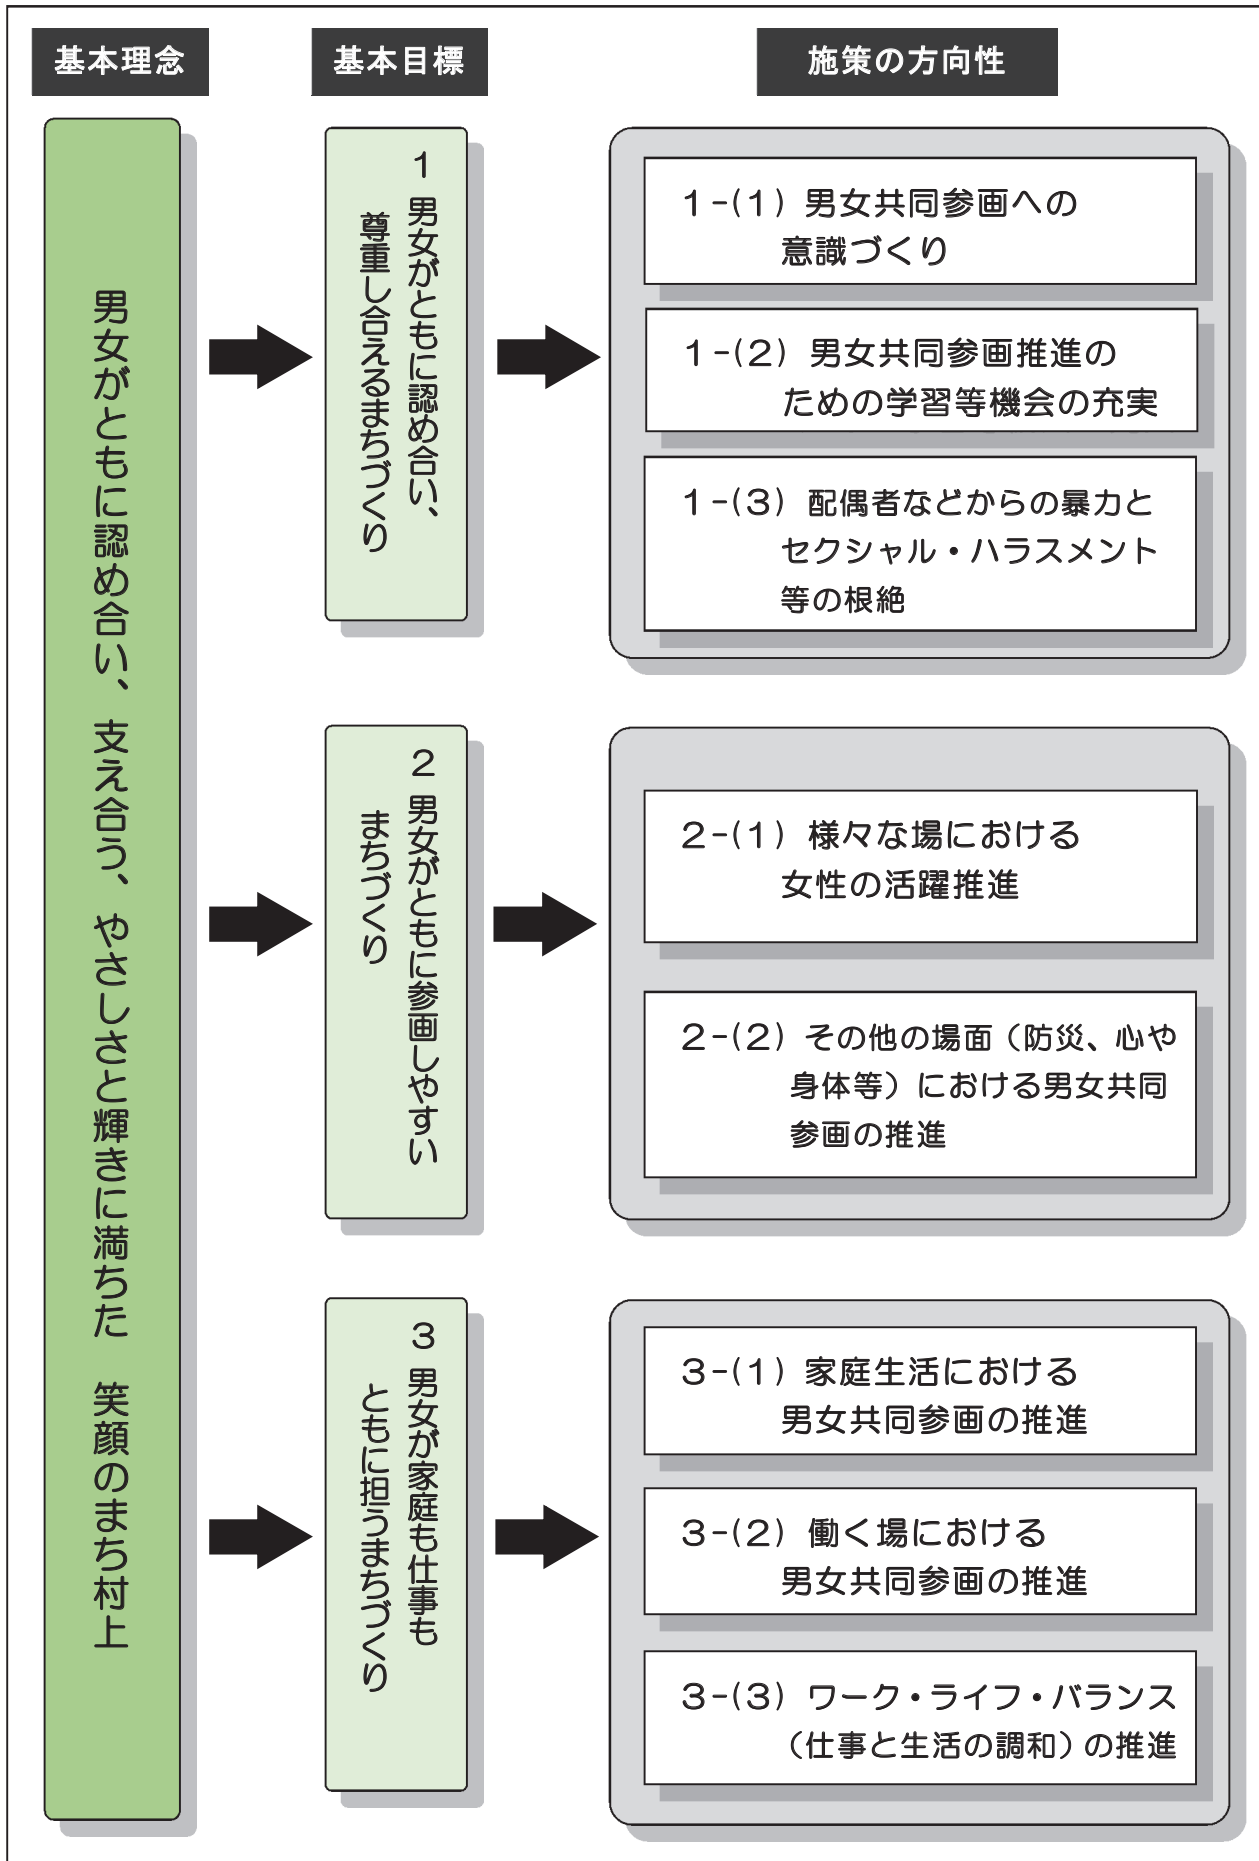 基本理念
基本目標
施策の方向性
男女がともに認め合い、支え合う、やさしさと輝きに満ちた　笑顔のまち村上
1 男女がともに認め合い、
尊重し合えるまちづくり
1-(1) 男女共同参画への
意識づくり
1-(2) 男女共同参画推進の
ための学習等機会の充実
1-(3) 配偶者などからの暴力と
セクシャル・ハラスメント
等の根絶
2 男女がともに参画しやすい
まちづくり
2-(1) 様々な場における
女性の活躍推進
2-(2) その他の場面（防災、心や
身体等）における男女共同
参画の推進
3 男女が家庭も仕事も
ともに担うまちづくり
3-(1) 家庭生活における
男女共同参画の推進
3-(2) 働く場における
男女共同参画の推進
3-(3) ワーク・ライフ・バランス
（仕事と生活の調和）の推進